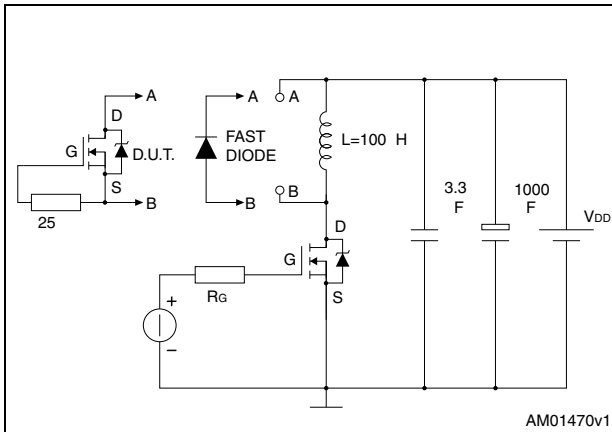 A
D
G
D.U.T.
S
B
25
A
FAST
DIODE
B
A
B
L=100 H
D
G
S
RG
+
–
3.3
F
1000
F
VDD
AM01470v1